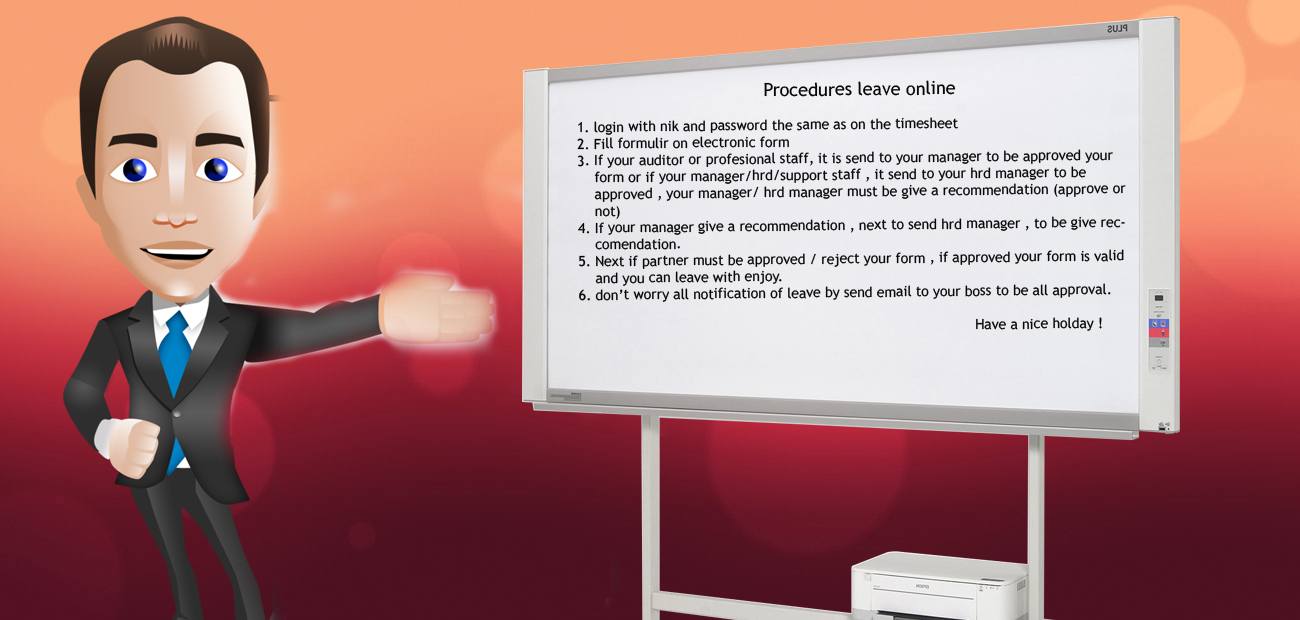 PLUS
Procedures leave online
1. login with nik and password the same as on the timesheet
2. Fill formulir on electronic form
3. If your auditor or profesional staff, it is send to your manager to be approved your
form or if your manager/hrd/support staff , it send to your hrd manager to be
approved , your manager/ hrd manager must be give a recommendation (approve or
not)
4. If your manager give a recommendation , next to send hrd manager , to be give rec-
comendation.
5. Next if partner must be approved / reject your form , if approved your form is valid
and you can leave with enjoy.
6. don't worry all notification of leave by send email to your boss to be all approval.
Have a nice holday !